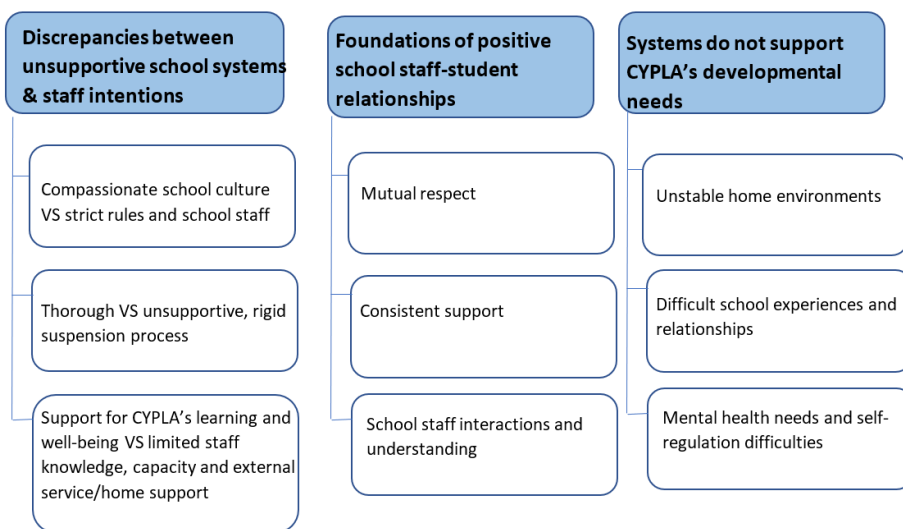 Discrepancies between
unsupportive school systems
& staff intentions
Compassionate school culture
VS strict rules and school staff
Thorough VS unsupportive, rigid
suspension process
Support for CYPLA's learning and
well-being VS limited staff
knowledge, capacity and external
service/home support
Foundations of positive
school staff-student
relationships
Mutual respect
Consistent support
School staff interactions and
understanding
Systems do not support
CYPLA's developmental
needs
Unstable home environments
Difficult school experiences and
relationships
Mental health needs and self-
regulation difficulties